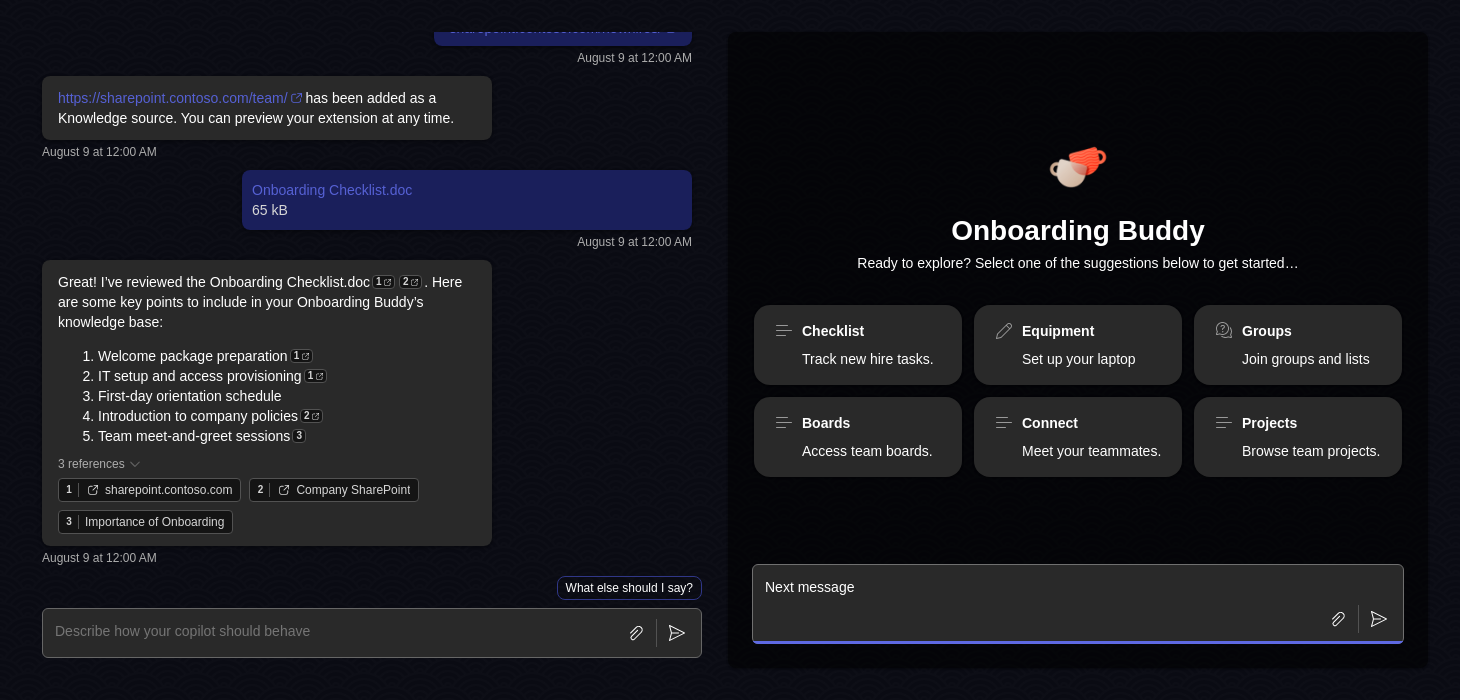 August 9 at 12:00 AM
https://sharepoint.contoso.com/team/ has been added as a
Knowledge source. You can preview your extension at any time.
August 9 at 12:00 AM
Onboarding Checklist.doc
65 kB
August 9 at 12:00 AM
Great! I’ve reviewed the Onboarding Checklist.doc 1 2 . Here
are some key points to include in your Onboarding Buddy’s
knowledge base:
1. Welcome package preparation 1
2. IT setup and access provisioning 1
3. First-day orientation schedule
4. Introduction to company policies 2
5. Team meet-and-greet sessions 3
3 references
1 sharepoint.contoso.com 2 Company SharePoint
3 Importance of Onboarding
August 9 at 12:00 AM
What else should I say?
Describe how your copilot should behave
Onboarding Buddy
Ready to explore? Select one of the suggestions below to get started…
Checklist
Track new hire tasks.
Equipment
Set up your laptop
Groups
Join groups and lists
Boards
Access team boards.
Connect
Meet your teammates.
Projects
Browse team projects.
Next message